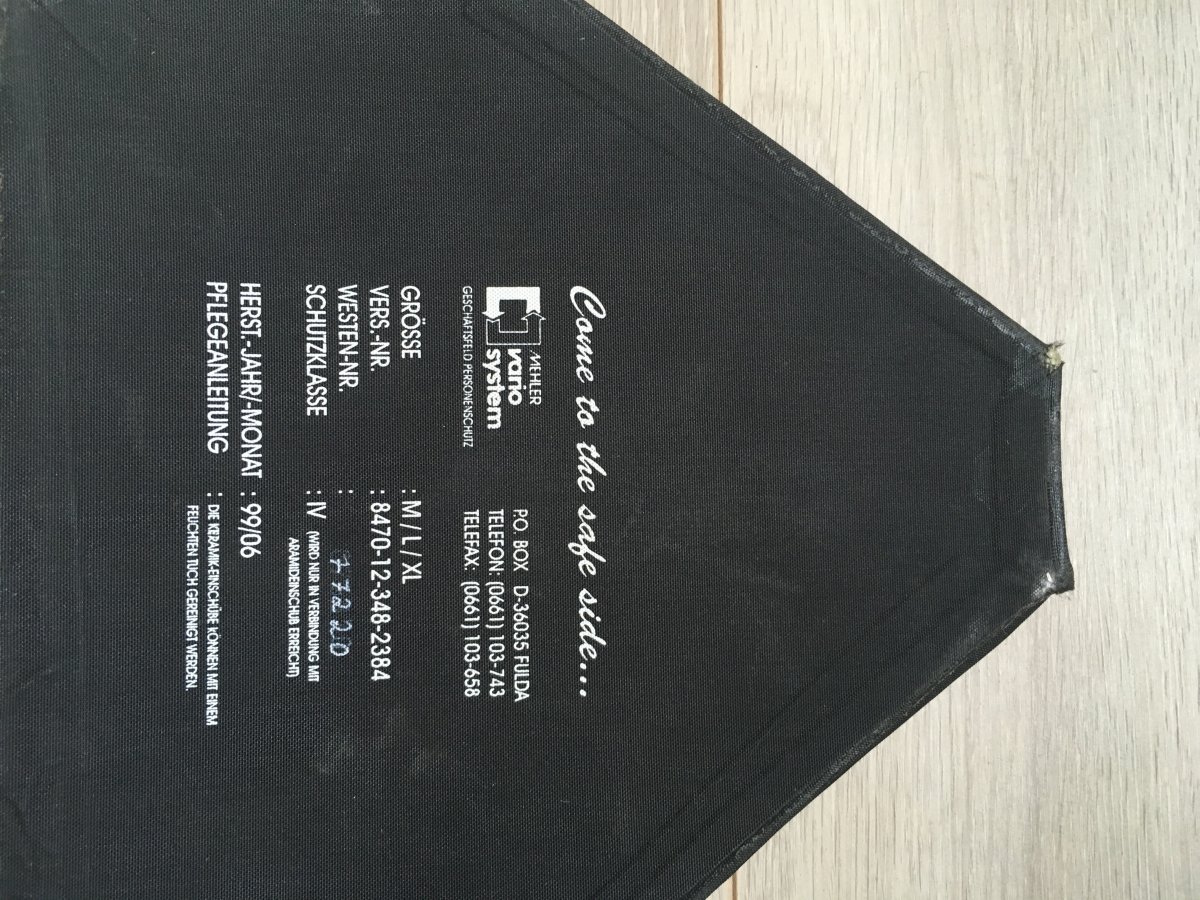 Come to the safe side...
MEHLER
vario
system
GESCHÄFTSFELD PERSONENSCHUTZ
P.O. BOX D-36035 FULDA
TELEFON: (0661) 103-743
TELEFAX: (0661) 103-658
GRÖSSE : M / L / XL
VERS.-NR. : 8470-12-348-2384
WESTEN-NR. : 77220
SCHUTZKLASSE : IV (WIRD NUR IN VERBINDUNG MIT
ARAMIDEINSCHUB ERREICHT)
HERST.-JAHR/-MONAT : 99/06
PFLEGEANLEITUNG : DIE KERAMIK-EINSCHÜBE KÖNNEN MIT EINEM
FEUCHTEN TUCH GEREINIGT WERDEN.